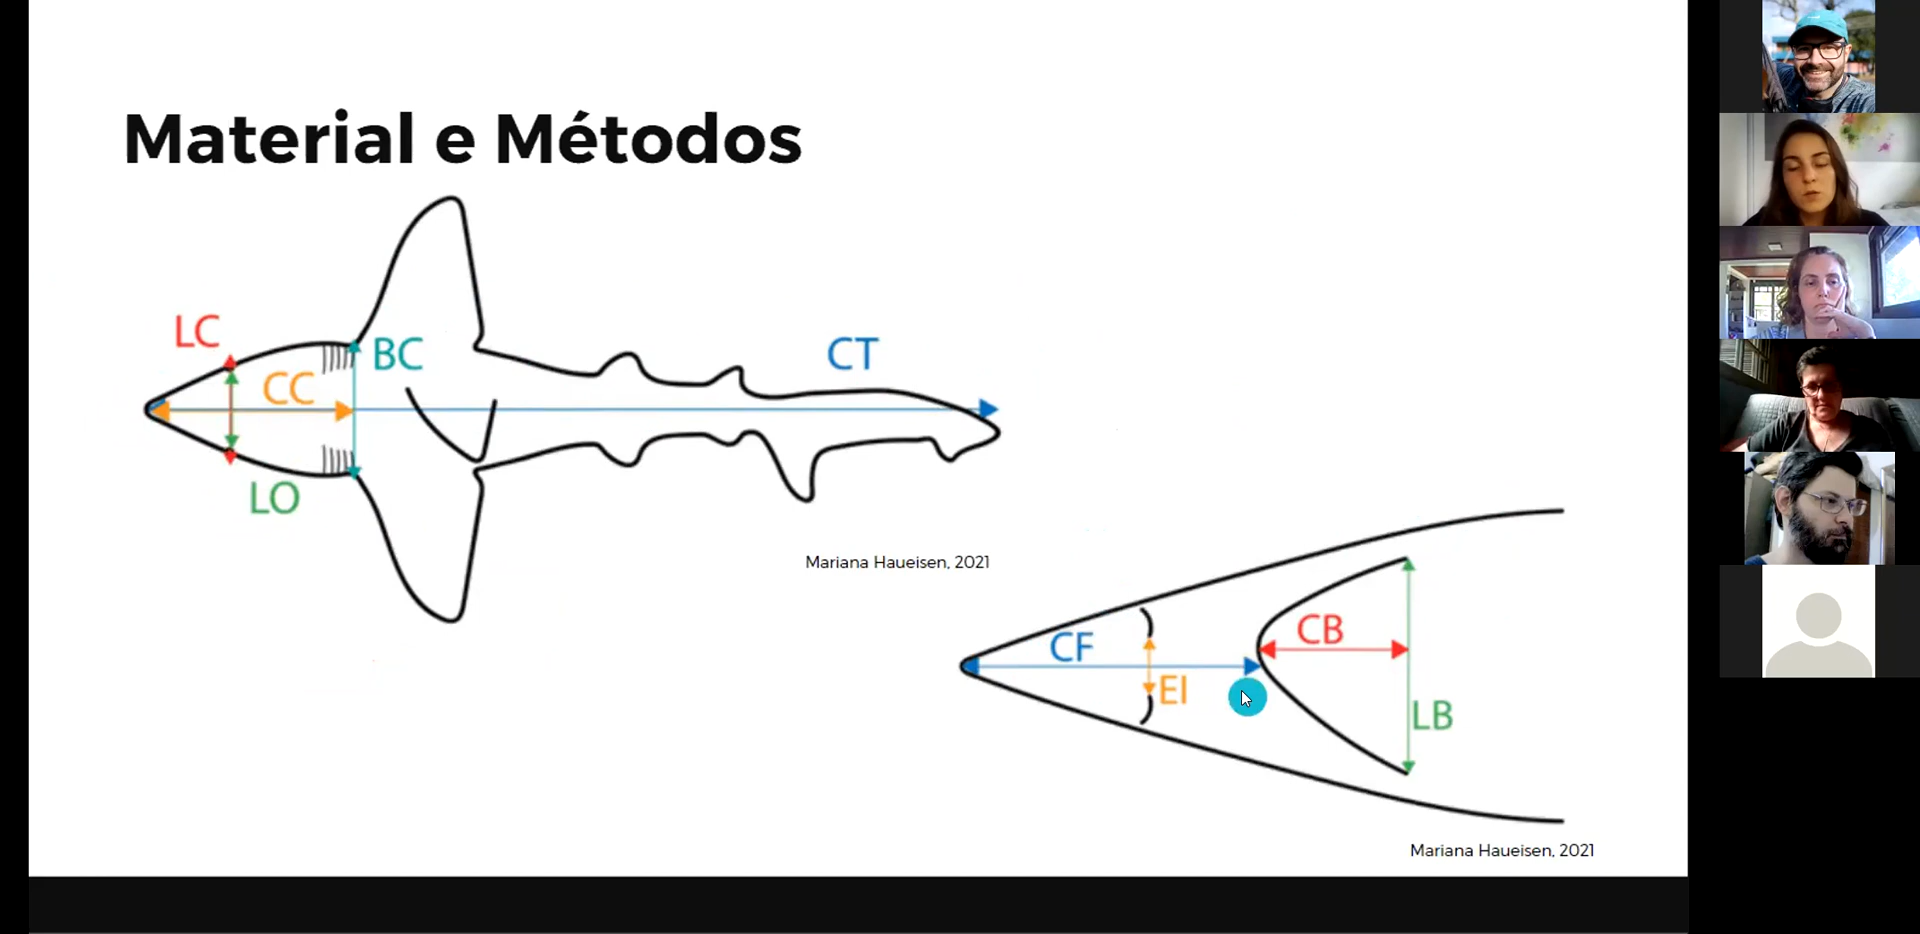 Material e Métodos
LC
BC
CT
CC
LO
Mariana Haueisen, 2021
CF
CB
EI
LB
Mariana Haueisen, 2021